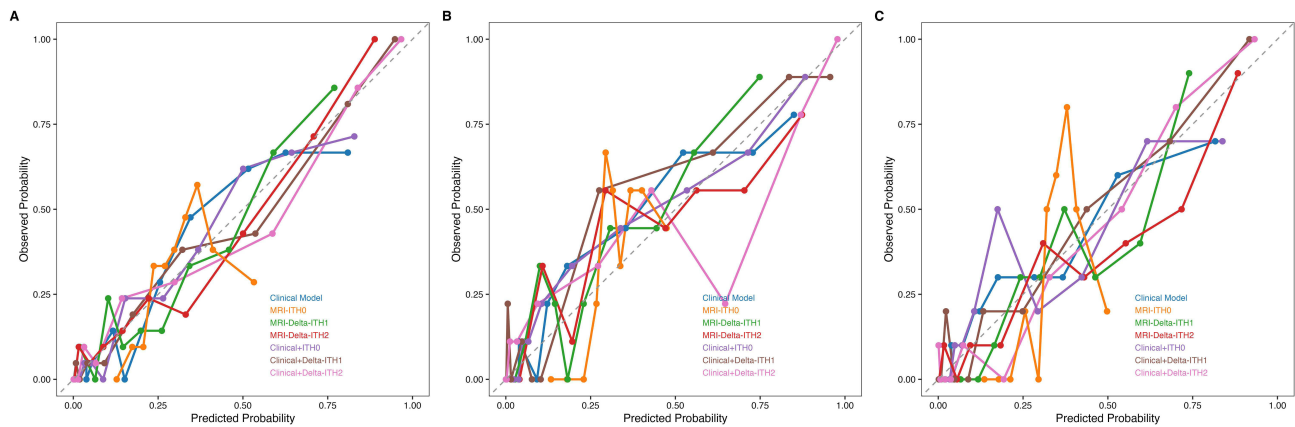 A
Observed Probability
1.00
0.75
0.50
0.25
0.00
Clinical Model
MRI-ITH0
MRI-Delta-ITH1
MRI-Delta-ITH2
Clinical+ITH0
Clinical+Delta-ITH1
Clinical+Delta-ITH2
0.00 0.25 0.50 0.75 1.00
Predicted Probability
B
Observed Probability
1.00
0.75
0.50
0.25
0.00
Clinical Model
MRI-ITH0
MRI-Delta-ITH1
MRI-Delta-ITH2
Clinical+ITH0
Clinical+Delta-ITH1
Clinical+Delta-ITH2
0.00 0.25 0.50 0.75 1.00
Predicted Probability
C
Observed Probability
1.00
0.75
0.50
0.25
0.00
Clinical Model
MRI-ITH0
MRI-Delta-ITH1
MRI-Delta-ITH2
Clinical+ITH0
Clinical+Delta-ITH1
Clinical+Delta-ITH2
0.00 0.25 0.50 0.75 1.00
Predicted Probability